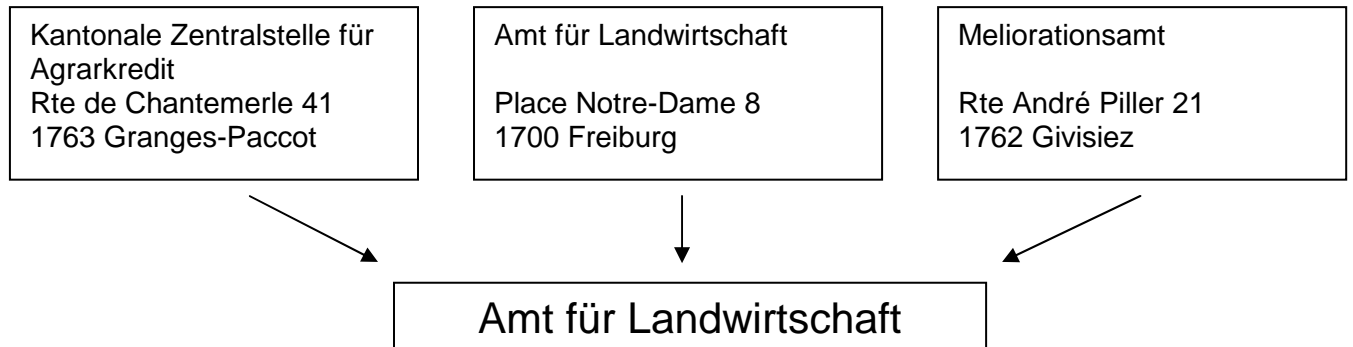 Kantonale Zentralstelle für
Agrarkredit
Rte de Chantemerle 41
1763 Granges-Paccot
Amt für Landwirtschaft
Place Notre-Dame 8
1700 Freiburg
Meliorationsamt
Rte André Piller 21
1762 Givisiez
Amt für Landwirtschaft